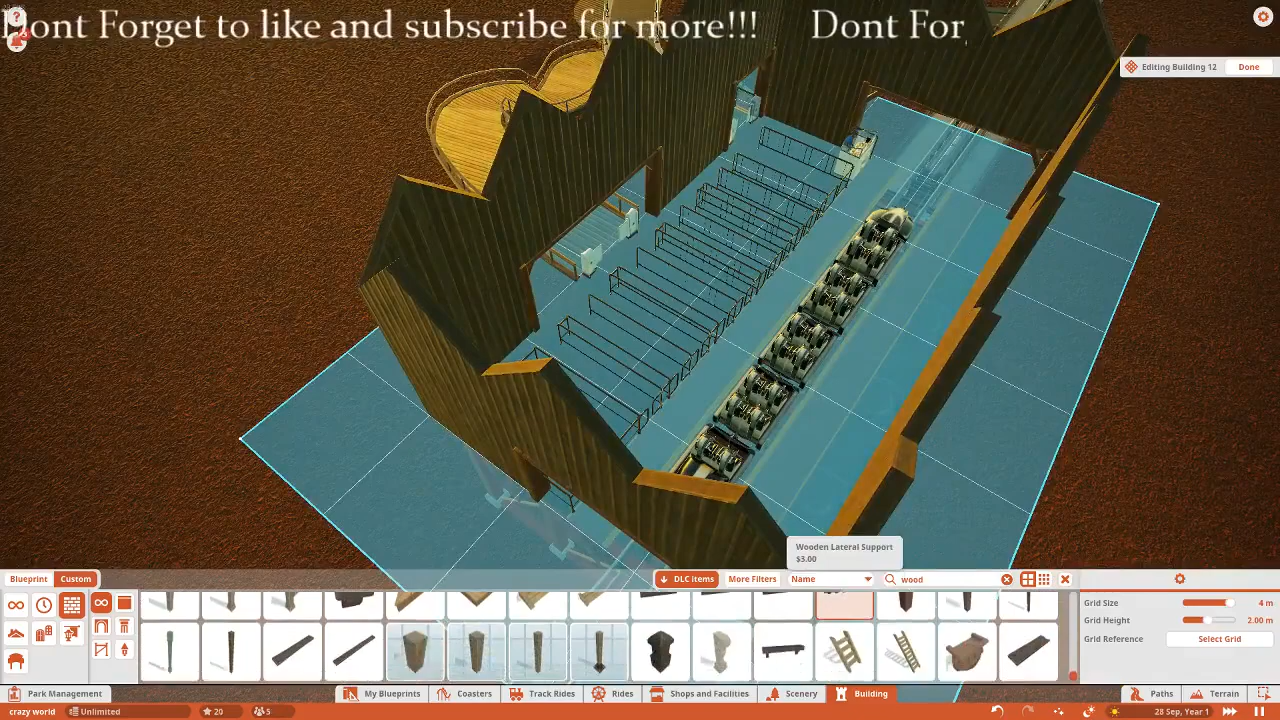 Dont Forget to like and subscribe for more!!! Dont For
Editing Building 12 Done
Wooden Lateral Support
$3.00
Blueprint Custom DLC items More Filters Name wood
Grid Size 4 m
Grid Height 2.00 m
Grid Reference Select Grid
Park Management My Blueprints Coasters Track Rides Rides Shops and Facilities Scenery Building Paths Terrain
crazy world Unlimited 20 5 28 Sep, Year 1